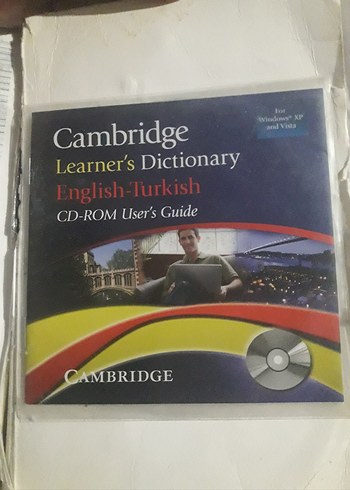 For
Windows® XP
and Vista
Cambridge
Learner's Dictionary
English-Turkish
CD-ROM User's Guide
CAMBRIDGE